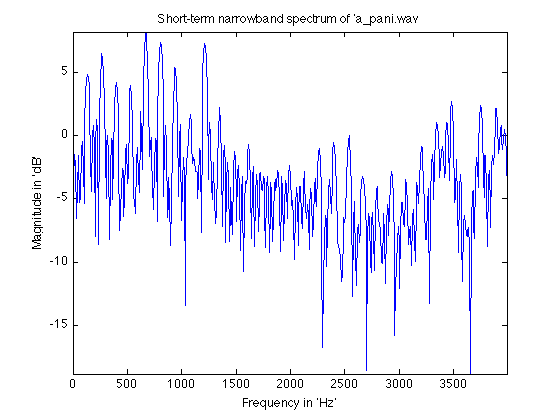 Short-term narrowband spectrum of 'a_pani.wav
5
0
-5
-10
-15
Magnitude in 'dB'
0 500 1000 1500 2000 2500 3000 3500
Frequency in 'Hz'